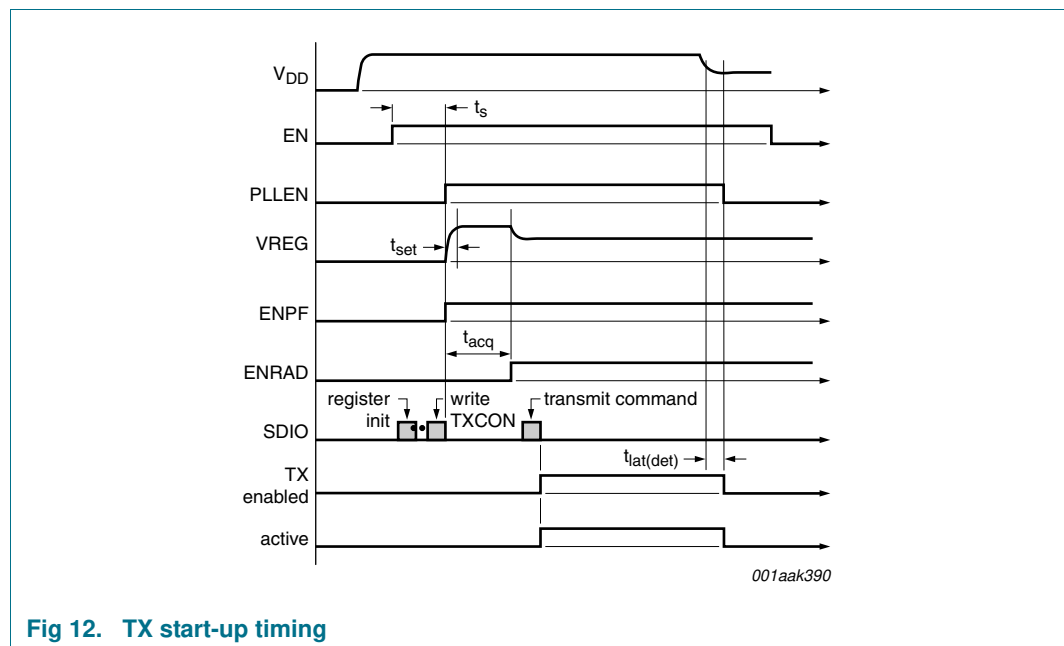 VDD
ts
EN
PLLEN
VREG
tset
ENPF
tacq
ENRAD
register
init
write
TXCON
transmit command
SDIO
tlat(det)
TX
enabled
active
001aak390
Fig 12. TX start-up timing